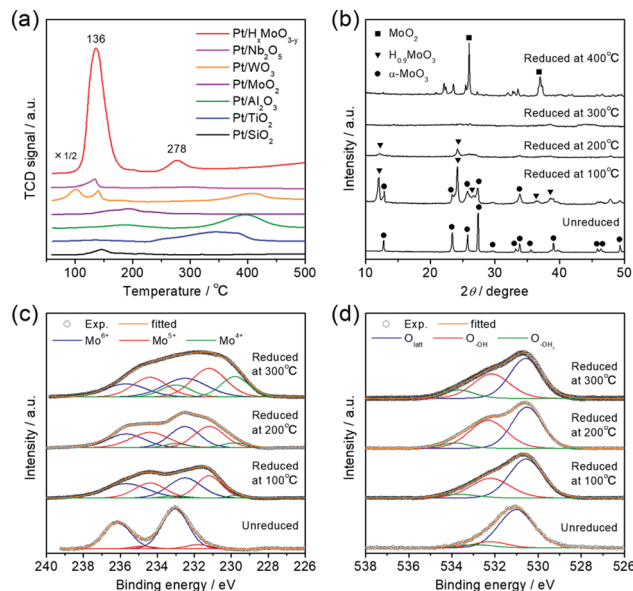 (a)
136
278
× 1/2
Pt/HₓMoO₃₋y
Pt/Nb₂O₅
Pt/WO₃
Pt/MoO₂
Pt/Al₂O₃
Pt/TiO₂
Pt/SiO₂
TCD signal / a.u.
100 200 300 400 500
Temperature / °C
(b)
MoO₂
H₀.₉MoO₃
α-MoO₃
Reduced at 400°C
Reduced at 300°C
Reduced at 200°C
Reduced at 100°C
Unreduced
Intensity / a.u.
10 20 30 40 50
2θ / degree
(c)
Exp. fitted
Mo⁶⁺ Mo⁵⁺ Mo⁴⁺
Reduced
at 300°C
Reduced
at 200°C
Reduced
at 100°C
Unreduced
Intensity / a.u.
240 238 236 234 232 230 228 226
Binding energy / eV
(d)
Exp. fitted
O latt O -OH O -OH₂
Reduced
at 300°C
Reduced
at 200°C
Reduced
at 100°C
Unreduced
Intensity / a.u.
538 536 534 532 530 528 526
Binding energy / eV